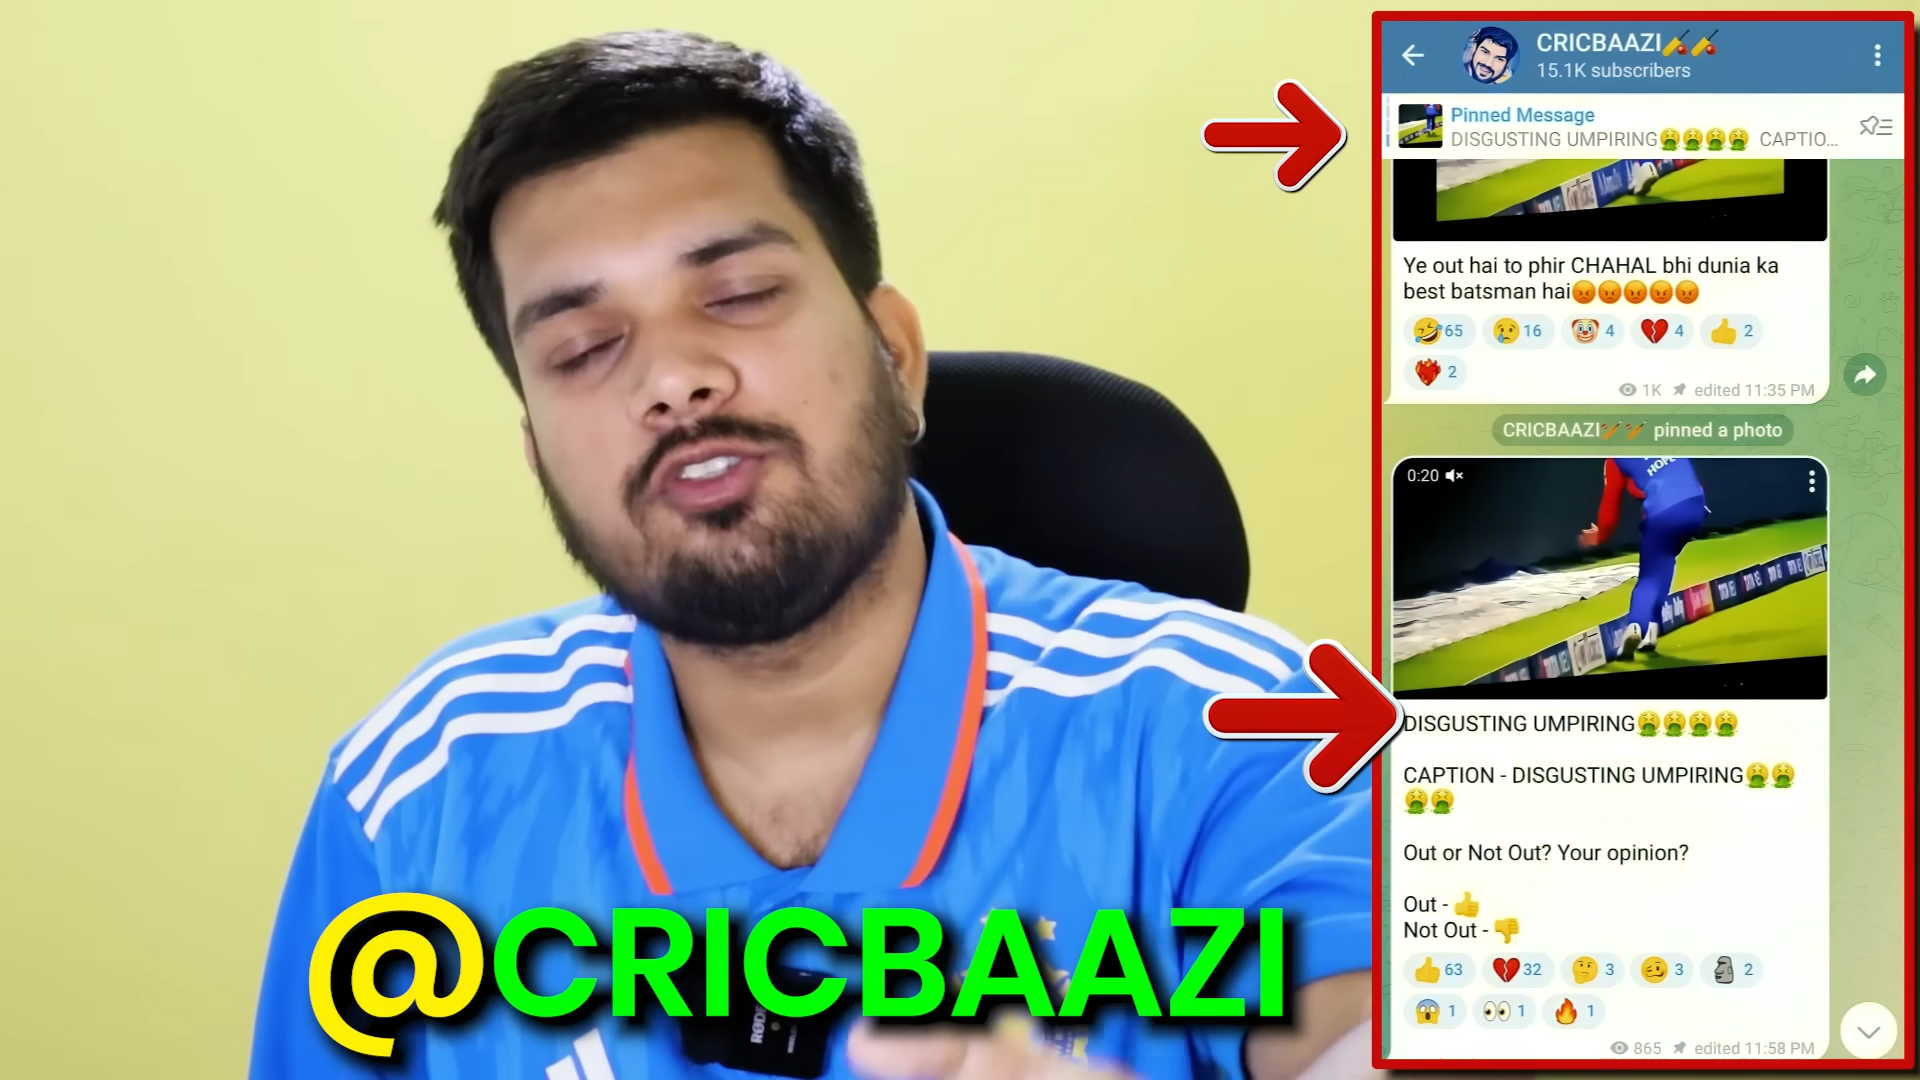 CRICBAAZI🏏🏏
15.1K subscribers
Pinned Message
DISGUSTING UMPIRING🤮🤮🤮🤮 CAPTIO...
Ye out hai to phir CHAHAL bhi dunia ka
best batsman hai😡😡😡😡😡
🤣 65 😢 16 🤡 4 💔 4 👍 2
❤️‍🔥 2
1K edited 11:35 PM
CRICBAAZI🏏🏏 pinned a photo
0:20
HOPE
DISGUSTING UMPIRING🤮🤮🤮🤮
CAPTION - DISGUSTING UMPIRING🤮🤮
🤮🤮
Out or Not Out? Your opinion?
Out - 👍
Not Out - 👎
👍 63 💔 32 🤔 3 🥴 3 🗿 2
😱 1 👀 1 🔥 1
865 edited 11:58 PM
@CRICBAAZI